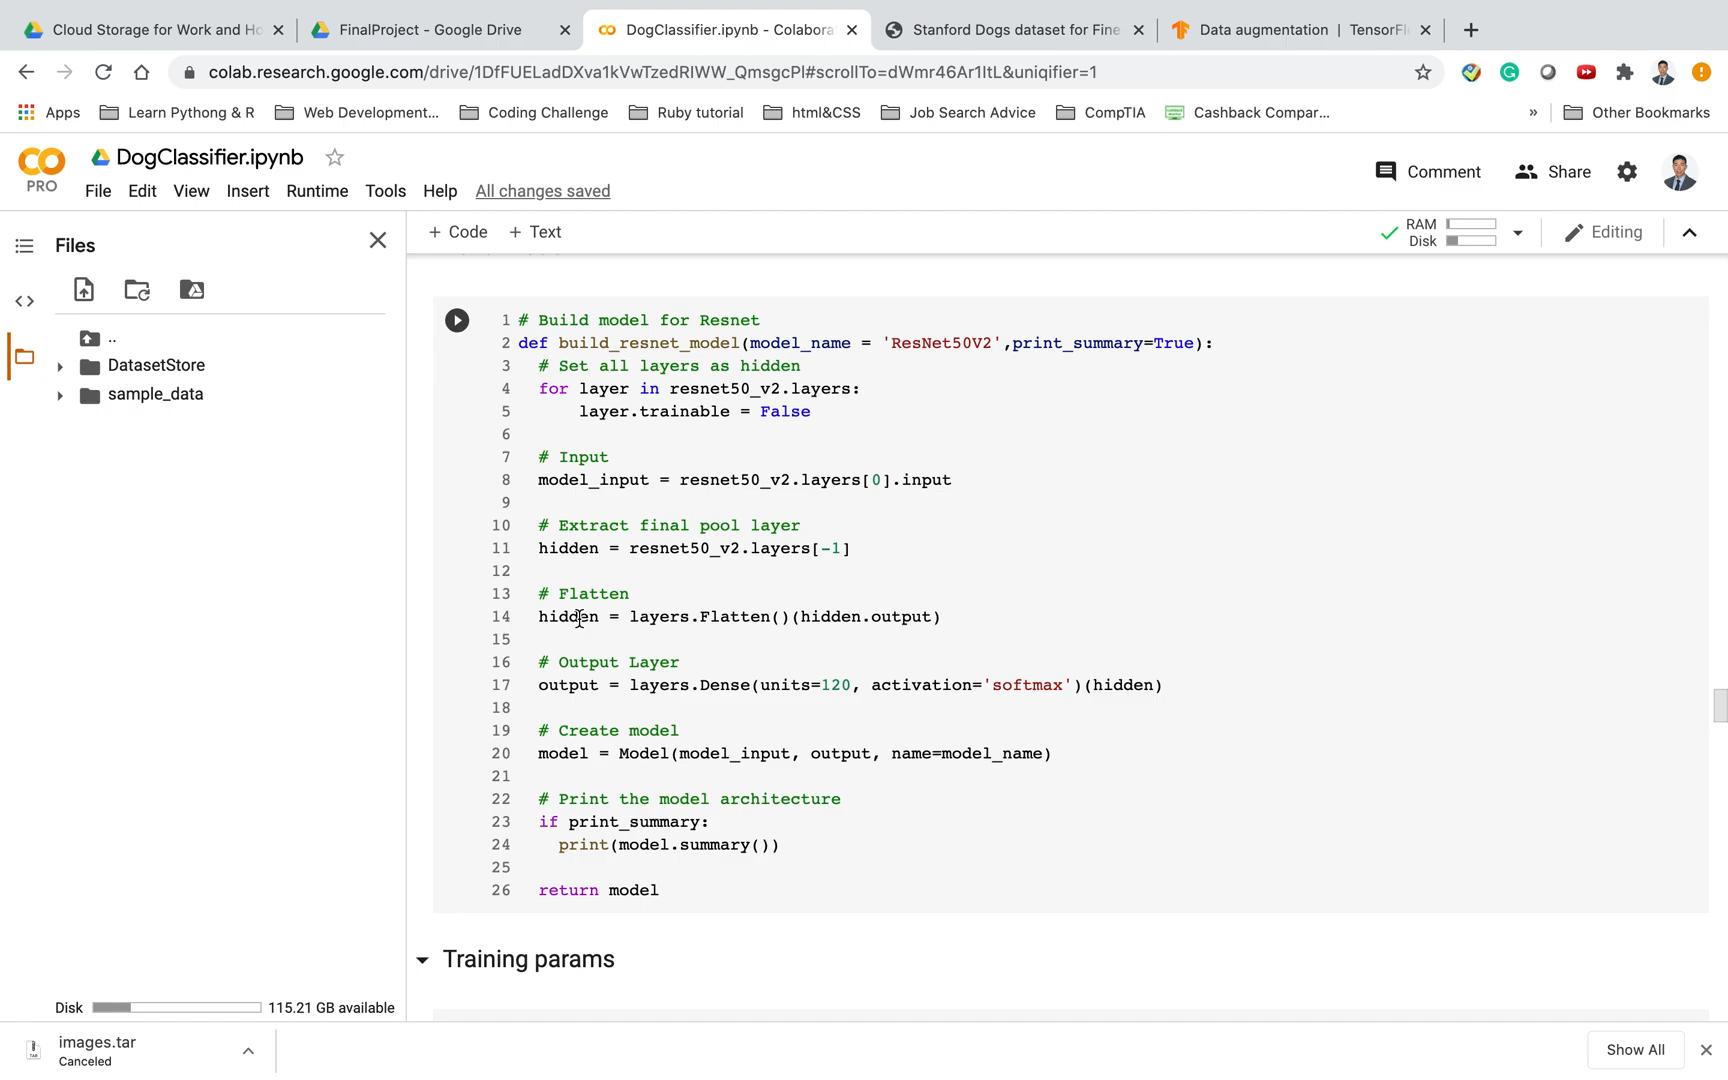 Cloud Storage for Work and Ho
FinalProject - Google Drive
DogClassifier.ipynb - Colabora
Stanford Dogs dataset for Fine
Data augmentation | TensorFl
colab.research.google.com/drive/1DfFUELadDXva1kVwTzedRIWW_QmsgcPl#scrollTo=dWmr46Ar1ItL&uniqifier=1
Apps
Learn Pythong & R
Web Development...
Coding Challenge
Ruby tutorial
html&CSS
Job Search Advice
CompTIA
Cashback Compar...
»
Other Bookmarks
PRO
DogClassifier.ipynb
File Edit View Insert Runtime Tools Help All changes saved
Comment
Share
Files
+ Code + Text
RAM
Disk
Editing
..
DatasetStore
sample_data
1 # Build model for Resnet
2 def build_resnet_model(model_name = 'ResNet50V2',print_summary=True):
3 # Set all layers as hidden
4 for layer in resnet50_v2.layers:
5 layer.trainable = False
6
7 # Input
8 model_input = resnet50_v2.layers[0].input
9
10 # Extract final pool layer
11 hidden = resnet50_v2.layers[-1]
12
13 # Flatten
14 hidden = layers.Flatten()(hidden.output)
15
16 # Output Layer
17 output = layers.Dense(units=120, activation='softmax')(hidden)
18
19 # Create model
20 model = Model(model_input, output, name=model_name)
21
22 # Print the model architecture
23 if print_summary:
24 print(model.summary())
25
26 return model
Training params
Disk 115.21 GB available
images.tar
Canceled
Show All